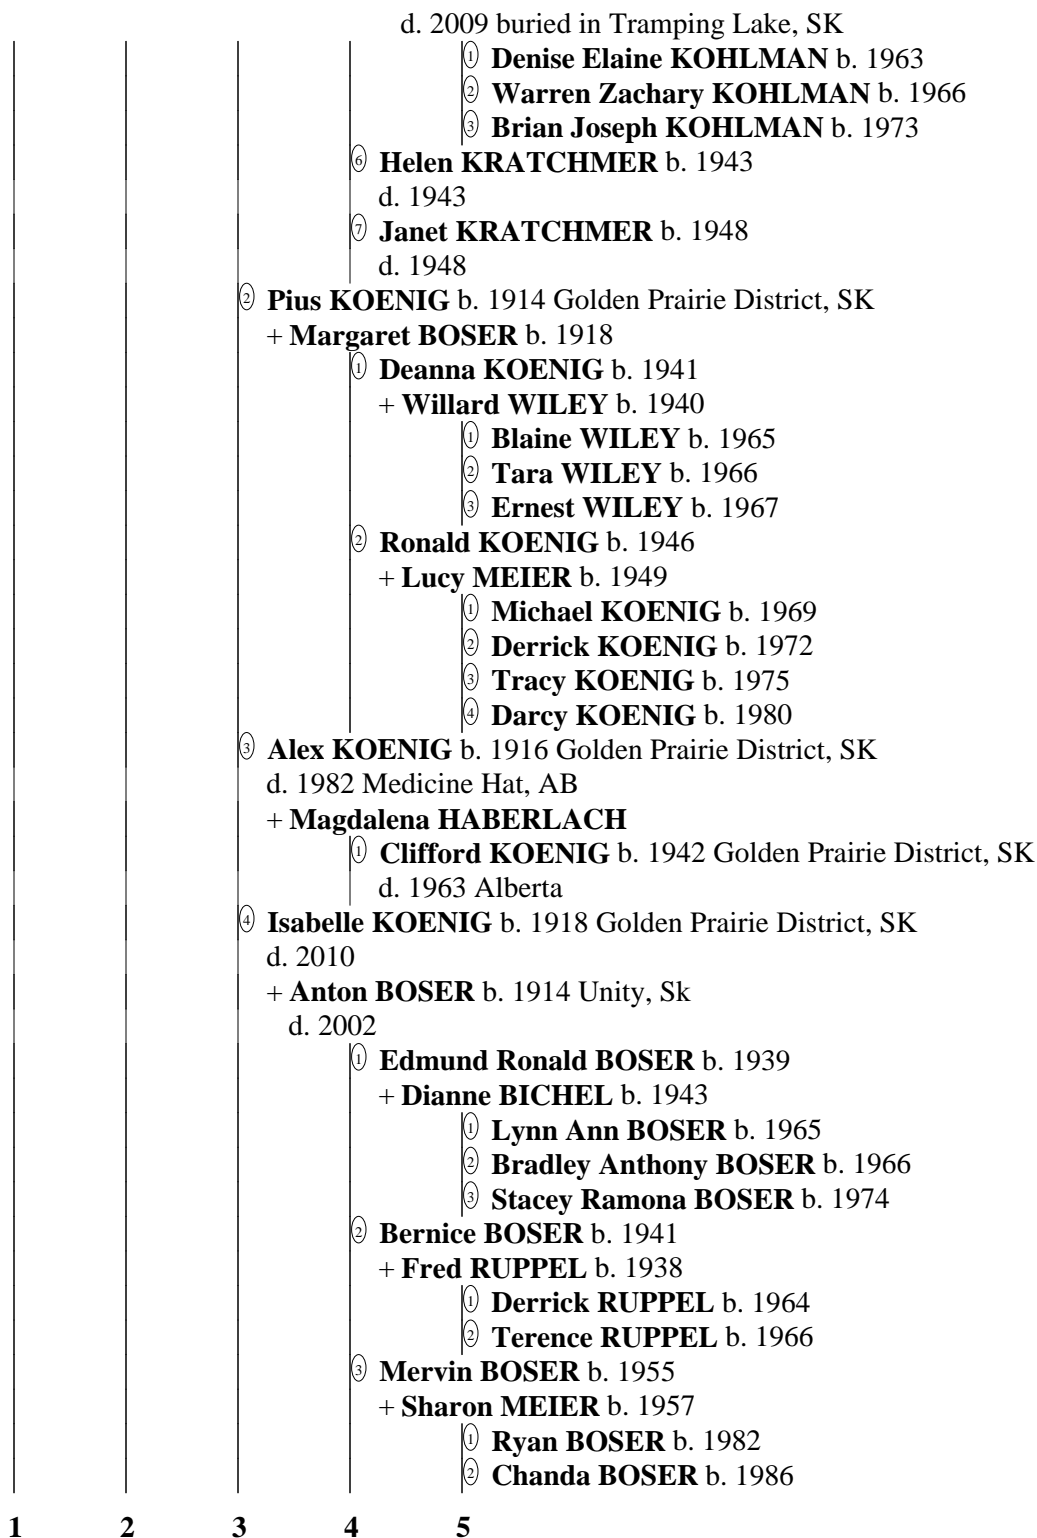 d. 2009 buried in Tramping Lake, SK
① Denise Elaine KOHLMAN b. 1963
② Warren Zachary KOHLMAN b. 1966
③ Brian Joseph KOHLMAN b. 1973
⑥ Helen KRATCHMER b. 1943
d. 1943
⑦ Janet KRATCHMER b. 1948
d. 1948
② Pius KOENIG b. 1914 Golden Prairie District, SK
+ Margaret BOSER b. 1918
① Deanna KOENIG b. 1941
+ Willard WILEY b. 1940
① Blaine WILEY b. 1965
② Tara WILEY b. 1966
③ Ernest WILEY b. 1967
② Ronald KOENIG b. 1946
+ Lucy MEIER b. 1949
① Michael KOENIG b. 1969
② Derrick KOENIG b. 1972
③ Tracy KOENIG b. 1975
④ Darcy KOENIG b. 1980
③ Alex KOENIG b. 1916 Golden Prairie District, SK
d. 1982 Medicine Hat, AB
+ Magdalena HABERLACH
① Clifford KOENIG b. 1942 Golden Prairie District, SK
d. 1963 Alberta
④ Isabelle KOENIG b. 1918 Golden Prairie District, SK
d. 2010
+ Anton BOSER b. 1914 Unity, Sk
d. 2002
① Edmund Ronald BOSER b. 1939
+ Dianne BICHEL b. 1943
① Lynn Ann BOSER b. 1965
② Bradley Anthony BOSER b. 1966
③ Stacey Ramona BOSER b. 1974
② Bernice BOSER b. 1941
+ Fred RUPPEL b. 1938
① Derrick RUPPEL b. 1964
② Terence RUPPEL b. 1966
③ Mervin BOSER b. 1955
+ Sharon MEIER b. 1957
① Ryan BOSER b. 1982
② Chanda BOSER b. 1986
1 2 3 4 5